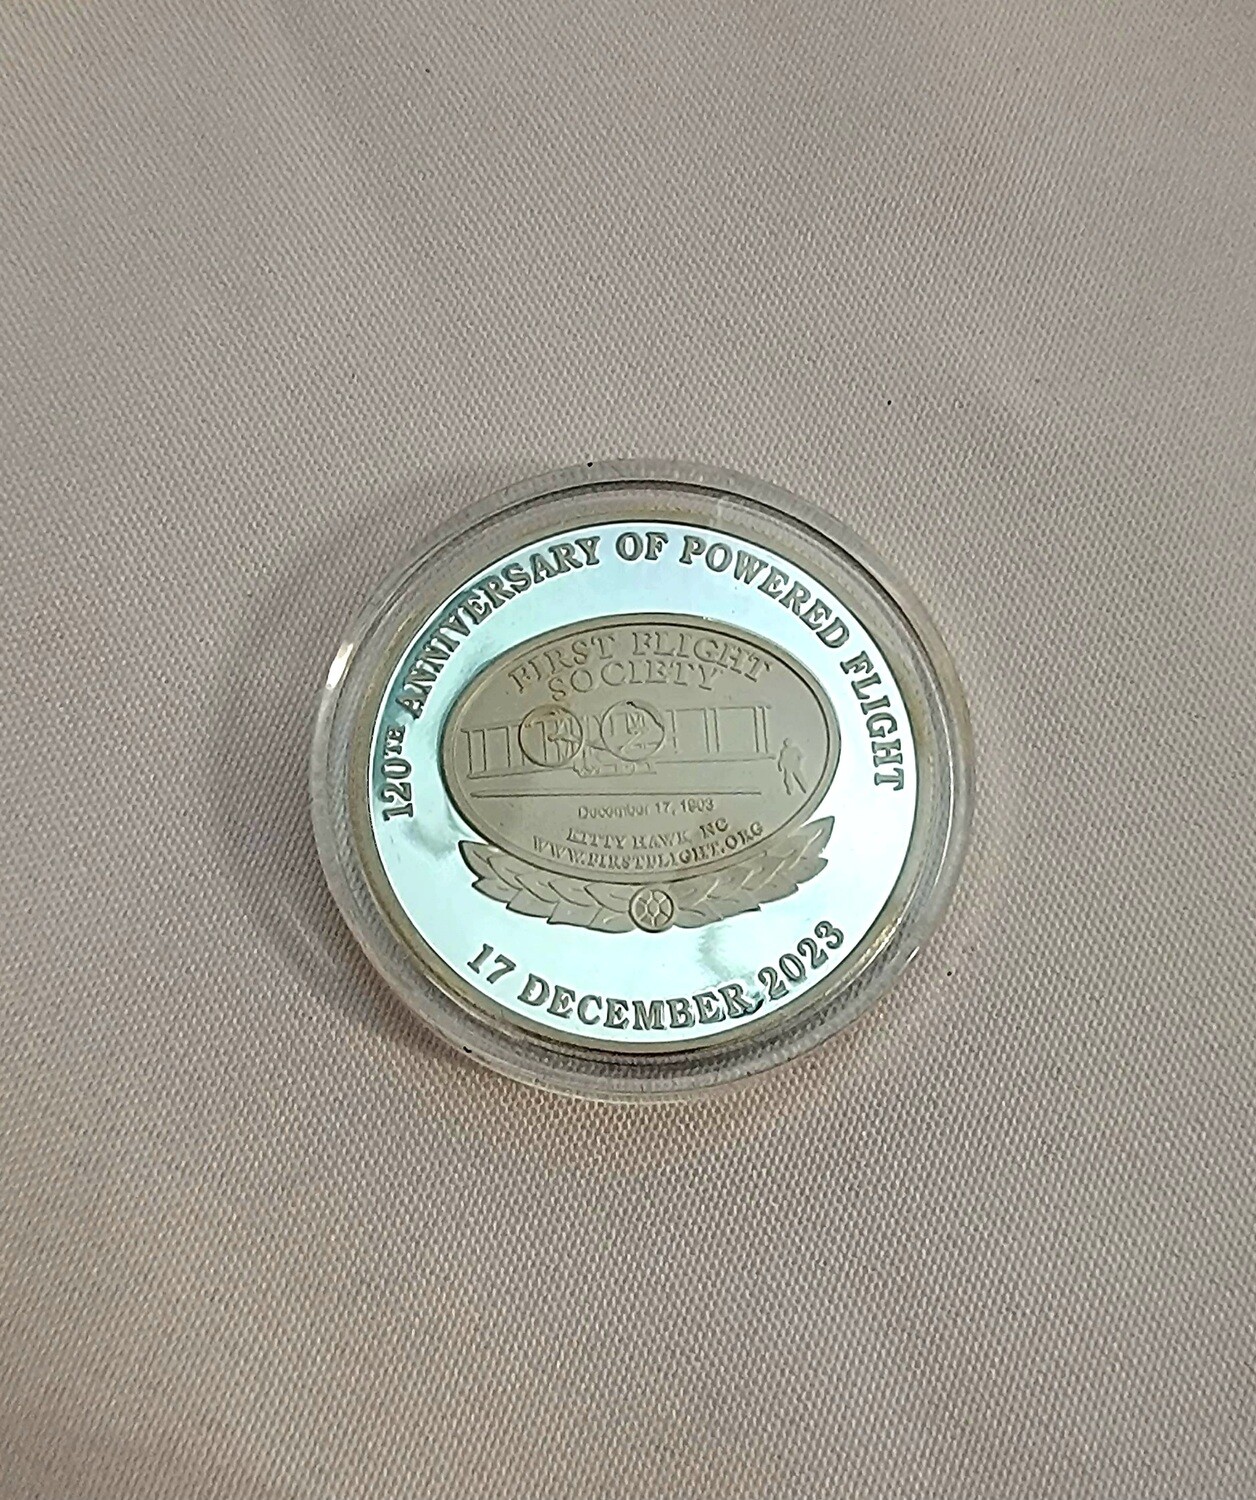 120TH ANNIVERSARY OF POWERED FLIGHT
FIRST FLIGHT
SOCIETY
December 17, 1903
KITTY HAWK, NC
WWW.FIRSTFLIGHT.ORG
17 DECEMBER 2023